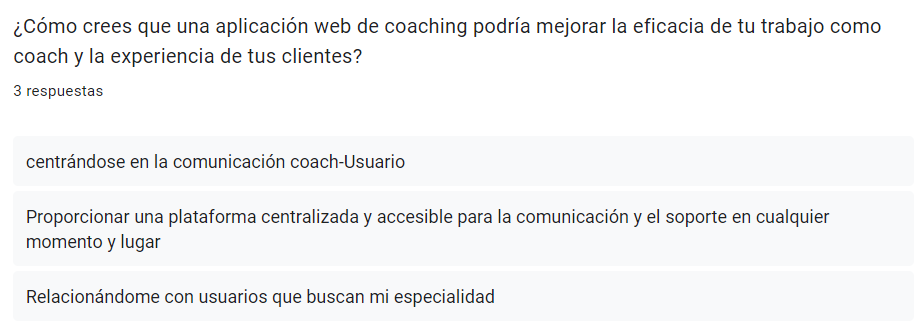 ¿Cómo crees que una aplicación web de coaching podría mejorar la eficacia de tu trabajo como
coach y la experiencia de tus clientes?
3 respuestas
centrándose en la comunicación coach-Usuario
Proporcionar una plataforma centralizada y accesible para la comunicación y el soporte en cualquier
momento y lugar
Relacionándome con usuarios que buscan mi especialidad